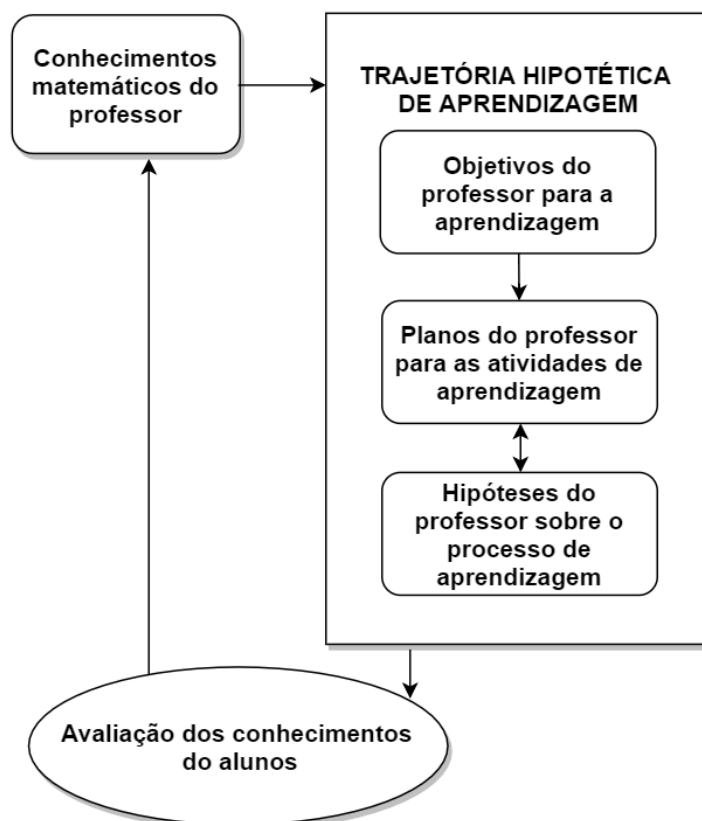 Conhecimentos
matemáticos do
professor
TRAJETÓRIA HIPOTÉTICA
DE APRENDIZAGEM
Objetivos do
professor para a
aprendizagem
Planos do professor
para as atividades de
aprendizagem
Hipóteses do
professor sobre o
processo de
aprendizagem
Avaliação dos conhecimentos
do alunos